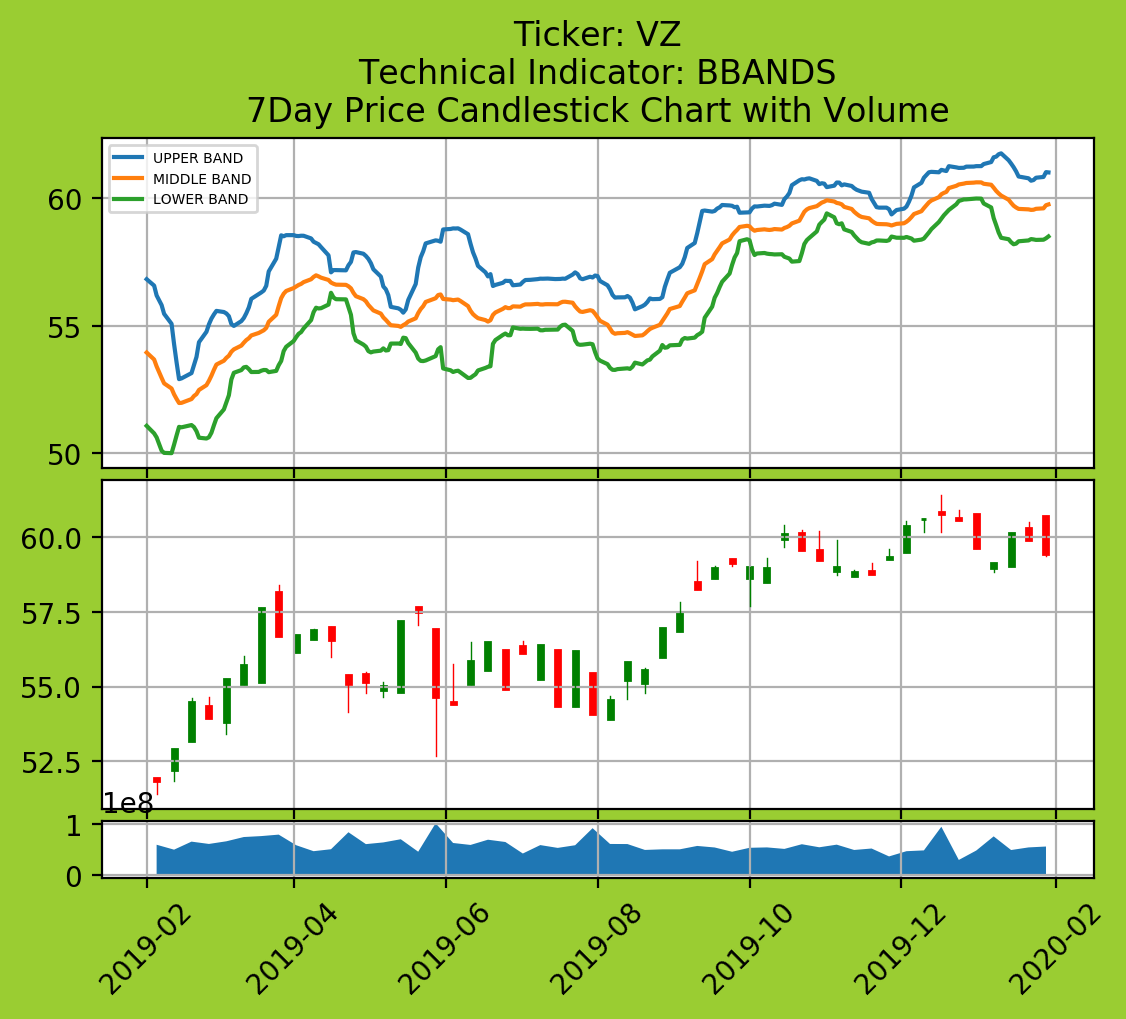 Ticker: VZ
Technical Indicator: BBANDS
7Day Price Candlestick Chart with Volume
UPPER BAND
MIDDLE BAND
LOWER BAND
60
55
50
60.0
57.5
55.0
52.5
1e8
1
0
2019-02
2019-04
2019-06
2019-08
2019-10
2019-12
2020-02